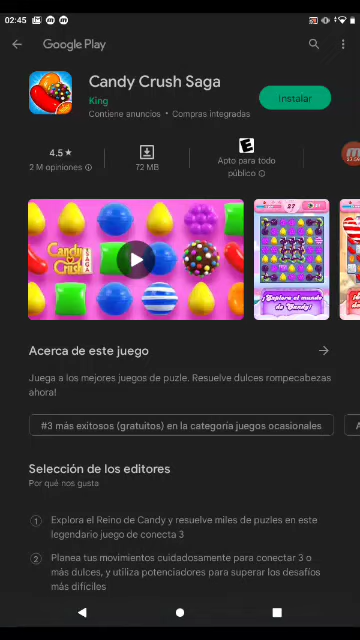 02:45
Google Play
Candy Crush Saga
King
Contiene anuncios • Compras integradas
Instalar
4.5★
2 M opiniones
72 MB
E
Apto para todo
público
Candy
Crush
SAGA
27
¡Explora el mundo
de Candy!
Acerca de este juego
Juega a los mejores juegos de puzle. Resuelve dulces rompecabezas
ahora!
#3 más exitosos (gratuitos) en la categoría juegos ocasionales
Selección de los editores
Por qué nos gusta
1 Explora el Reino de Candy y resuelve miles de puzles en este
legendario juego de conecta 3
2 Planea tus movimientos cuidadosamente para conectar 3 o
más dulces, y utiliza potenciadores para superar los desafíos
más difíciles